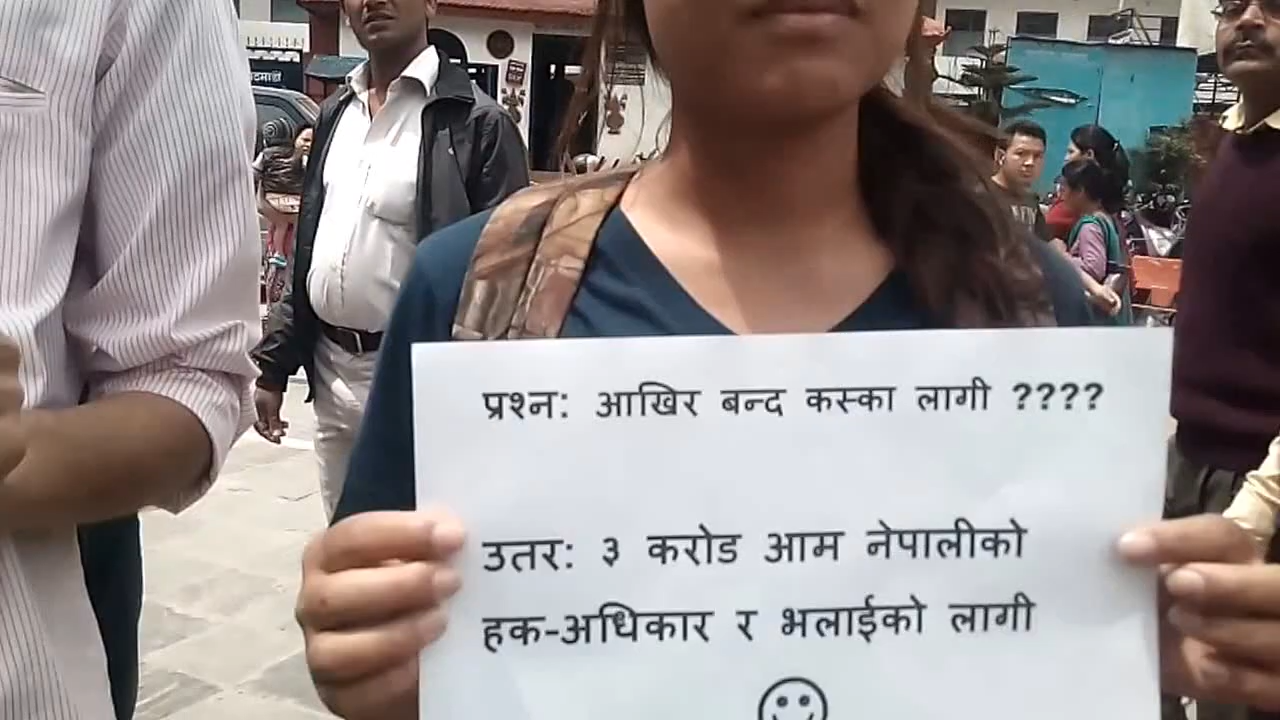 प्रश्न: आखिर बन्द कस्का लागी ????
उतर: ३ करोड आम नेपालीको
हक-अधिकार र भलाईको लागी